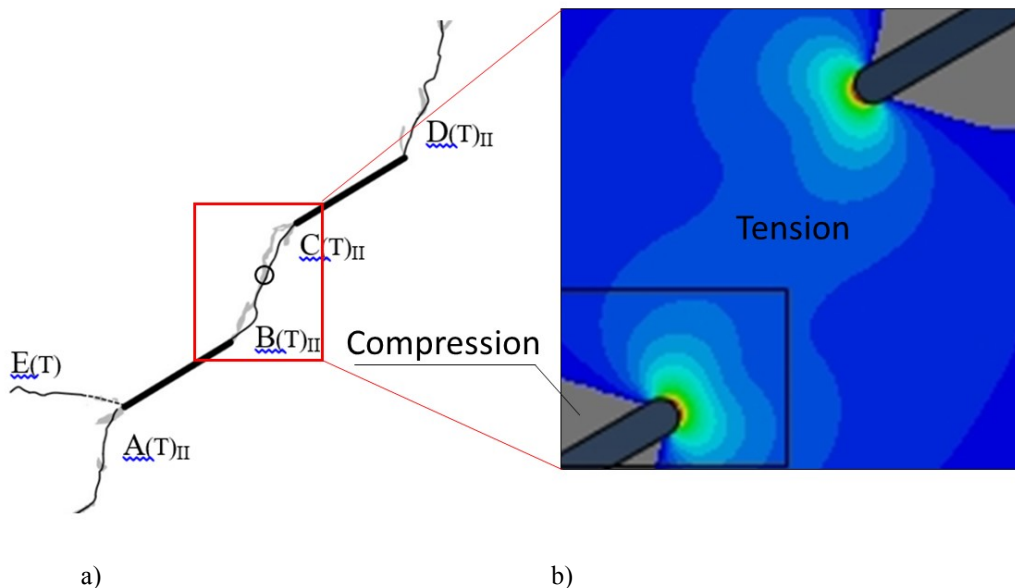 D(T)II
C(T)II
B(T)II
E(T)
A(T)II
Tension
Compression
a)
b)